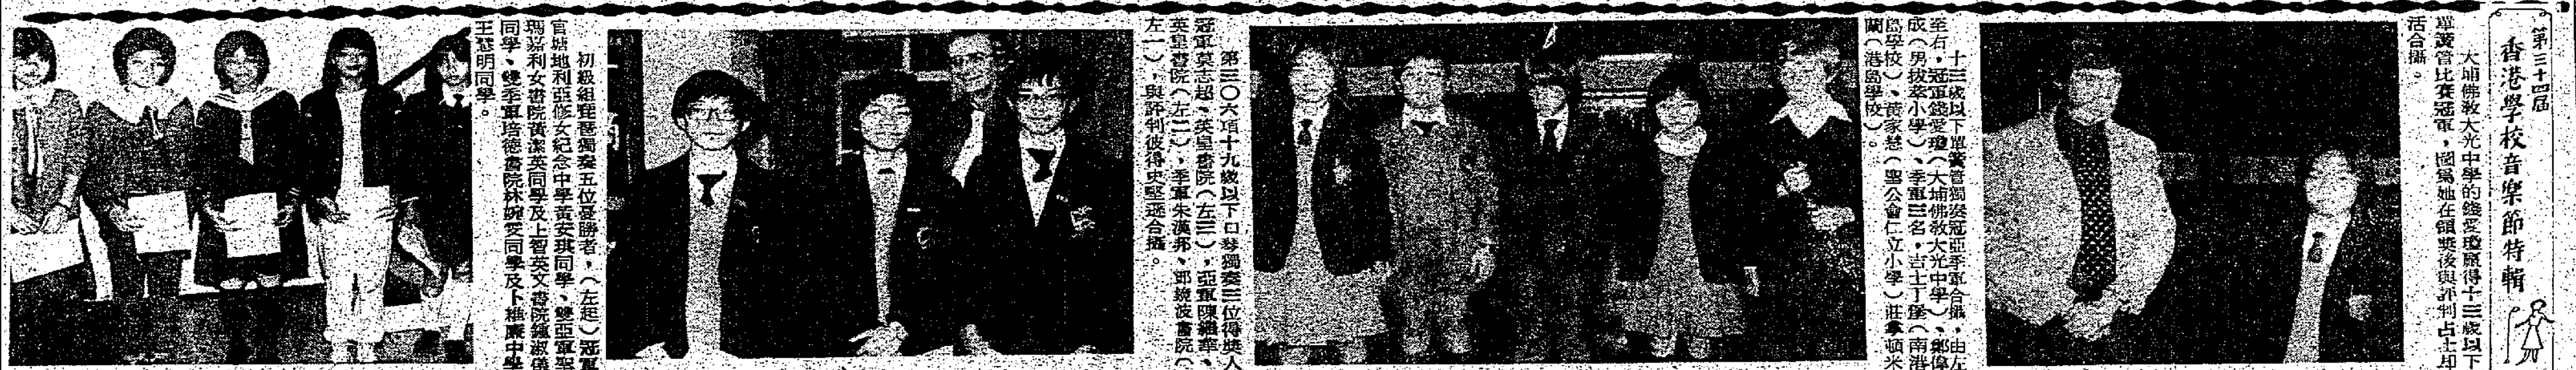 第三十四屆
香港學校音樂節特輯
大埔佛教大光中學的錢愛瓊贏得十三歲以下
單簧管比賽冠軍，圖為她在領獎後與評判占士却
活合攝。
十三歲以下單簧管獨奏冠亞季軍合攝，由左
至右，冠軍錢愛瓊（大埔佛教大光中學）、鄭偉
成（男拔萃小學）、季軍三名，古士丁堡（南港
島學校）、黃家慧（聖公會仁立小學）莊拿頓米
蘭（港島學校）。
第三〇六項十九歲以下口琴獨奏三位得獎人
冠軍莫志超、英皇書院（左三），亞軍陳繼華、
英皇書院（左二），季軍朱漢邦、鄧鏡波書院（
左一），與評判彼得史堅遜合攝。
初級組琵琶獨奏五位優勝者，（左起）冠軍
官塘地利亞修女紀念中學黃安琪同學、雙亞軍聖
瑪嘉利女書院黃潔英同學及上智英文書院鍾淑儀
同學、雙季軍培德書院林婉雯同學及卜維廉中學
王慧明同學。